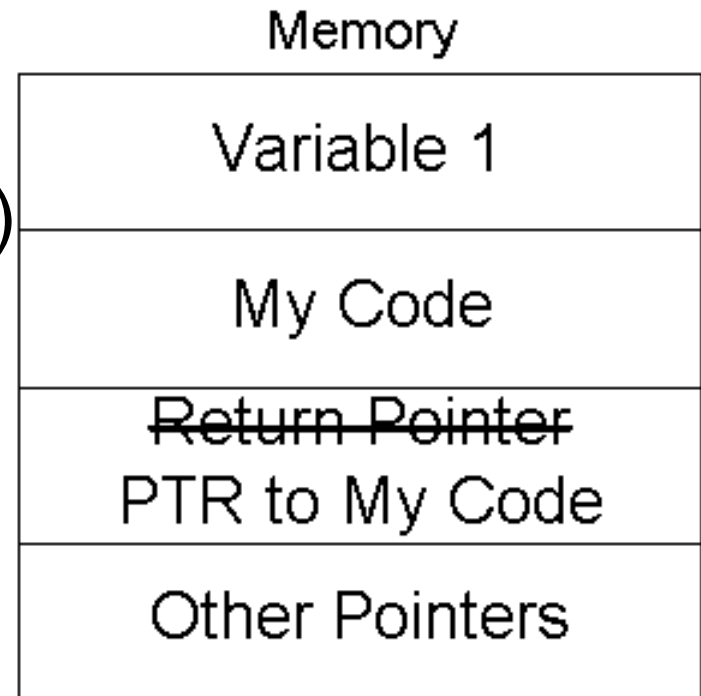 Memory
)
Variable 1
My Code
Return Pointer
PTR to My Code
Other Pointers